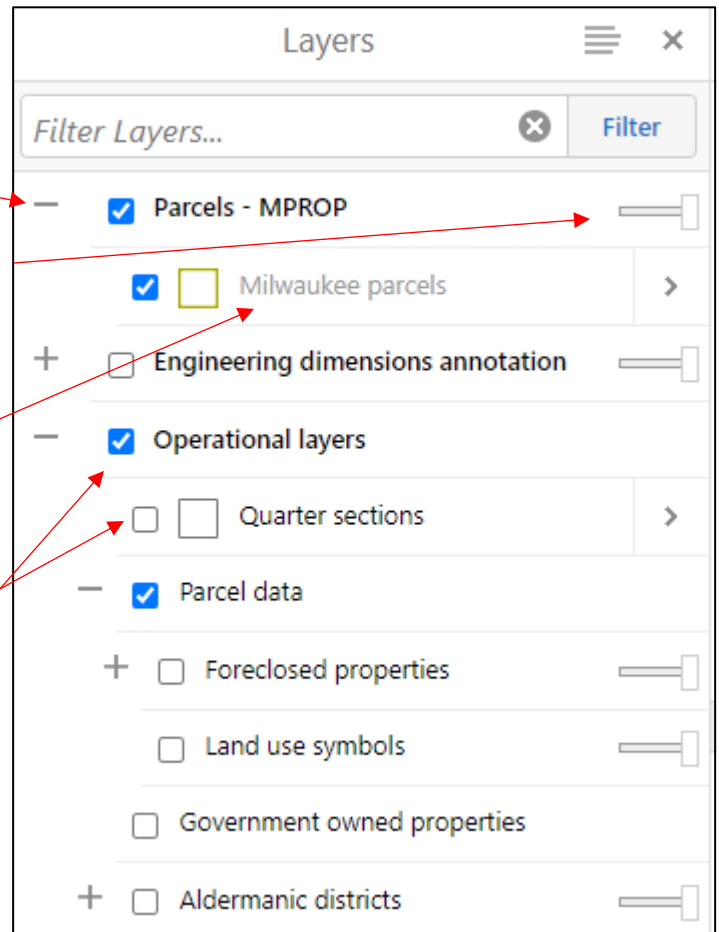 Layers
Filter Layers...
Filter
Parcels - MPROP
Milwaukee parcels
Engineering dimensions annotation
Operational layers
Quarter sections
Parcel data
Foreclosed properties
Land use symbols
Government owned properties
Aldermanic districts